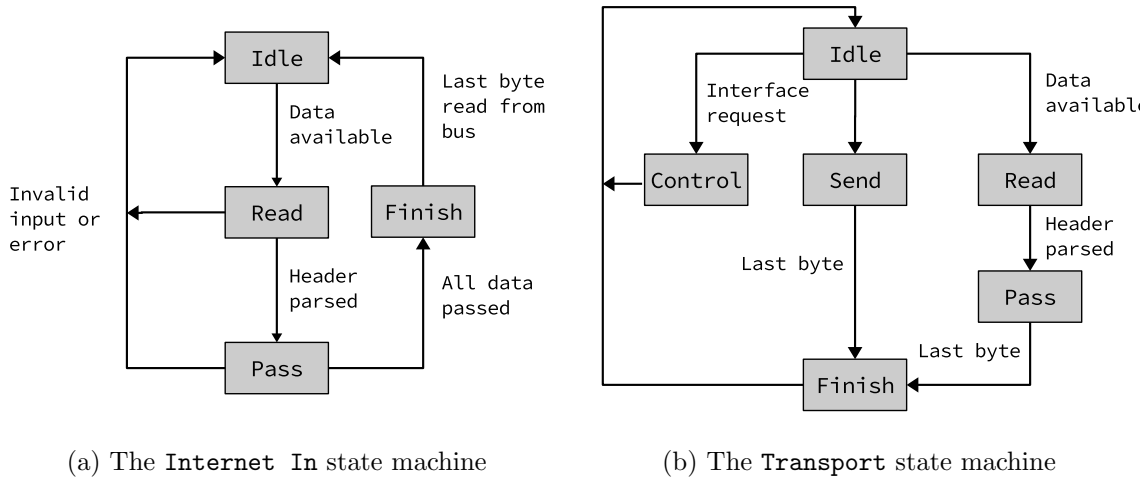 Idle
Last byte
read from
bus
Data
available
Invalid
input or
error
Read
Finish
Header
parsed
All data
passed
Pass
(a) The Internet In state machine
Idle
Interface
request
Data
available
Control
Send
Read
Header
parsed
Last byte
Pass
Last byte
Finish
(b) The Transport state machine